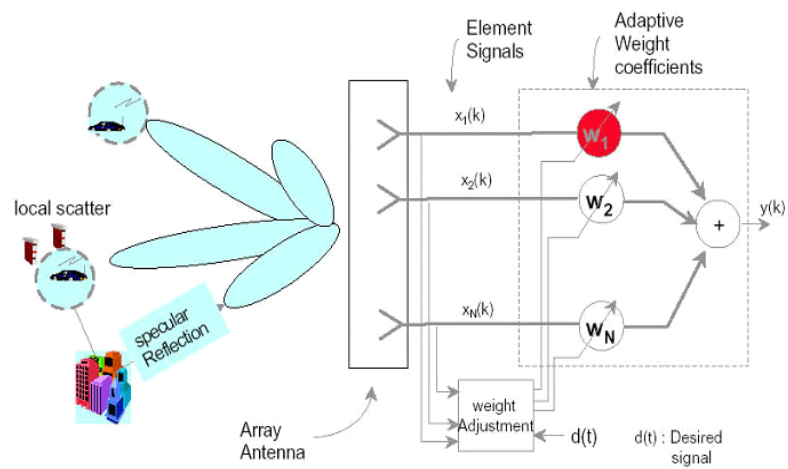 Element
Signals
Adaptive
Weight
coefficients
x1(k)
w1
x2(k)
w2
local scatter
+
y(k)
specular
Reflection
xN(k)
wN
Array
Antenna
weight
Adjustment
d(t)
d(t) : Desired
signal